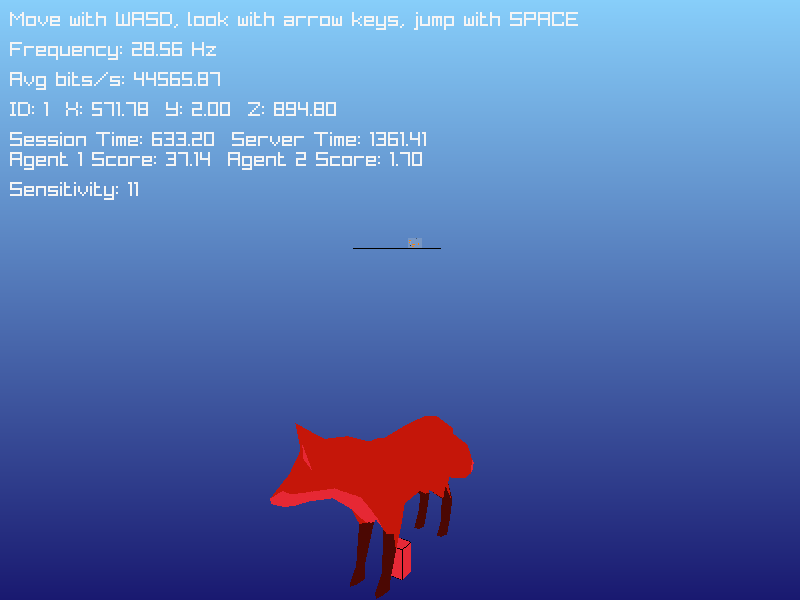 Move with WASD, look with arrow keys, jump with SPACE
Frequency: 28.56 Hz
Avg bits/s: 44565.87
ID: 1 X: 571.78 Y: 2.00 Z: 894.80
Session Time: 633.20 Server Time: 1361.41
Agent 1 Score: 37.14 Agent 2 Score: 1.70
Sensitivity: 11